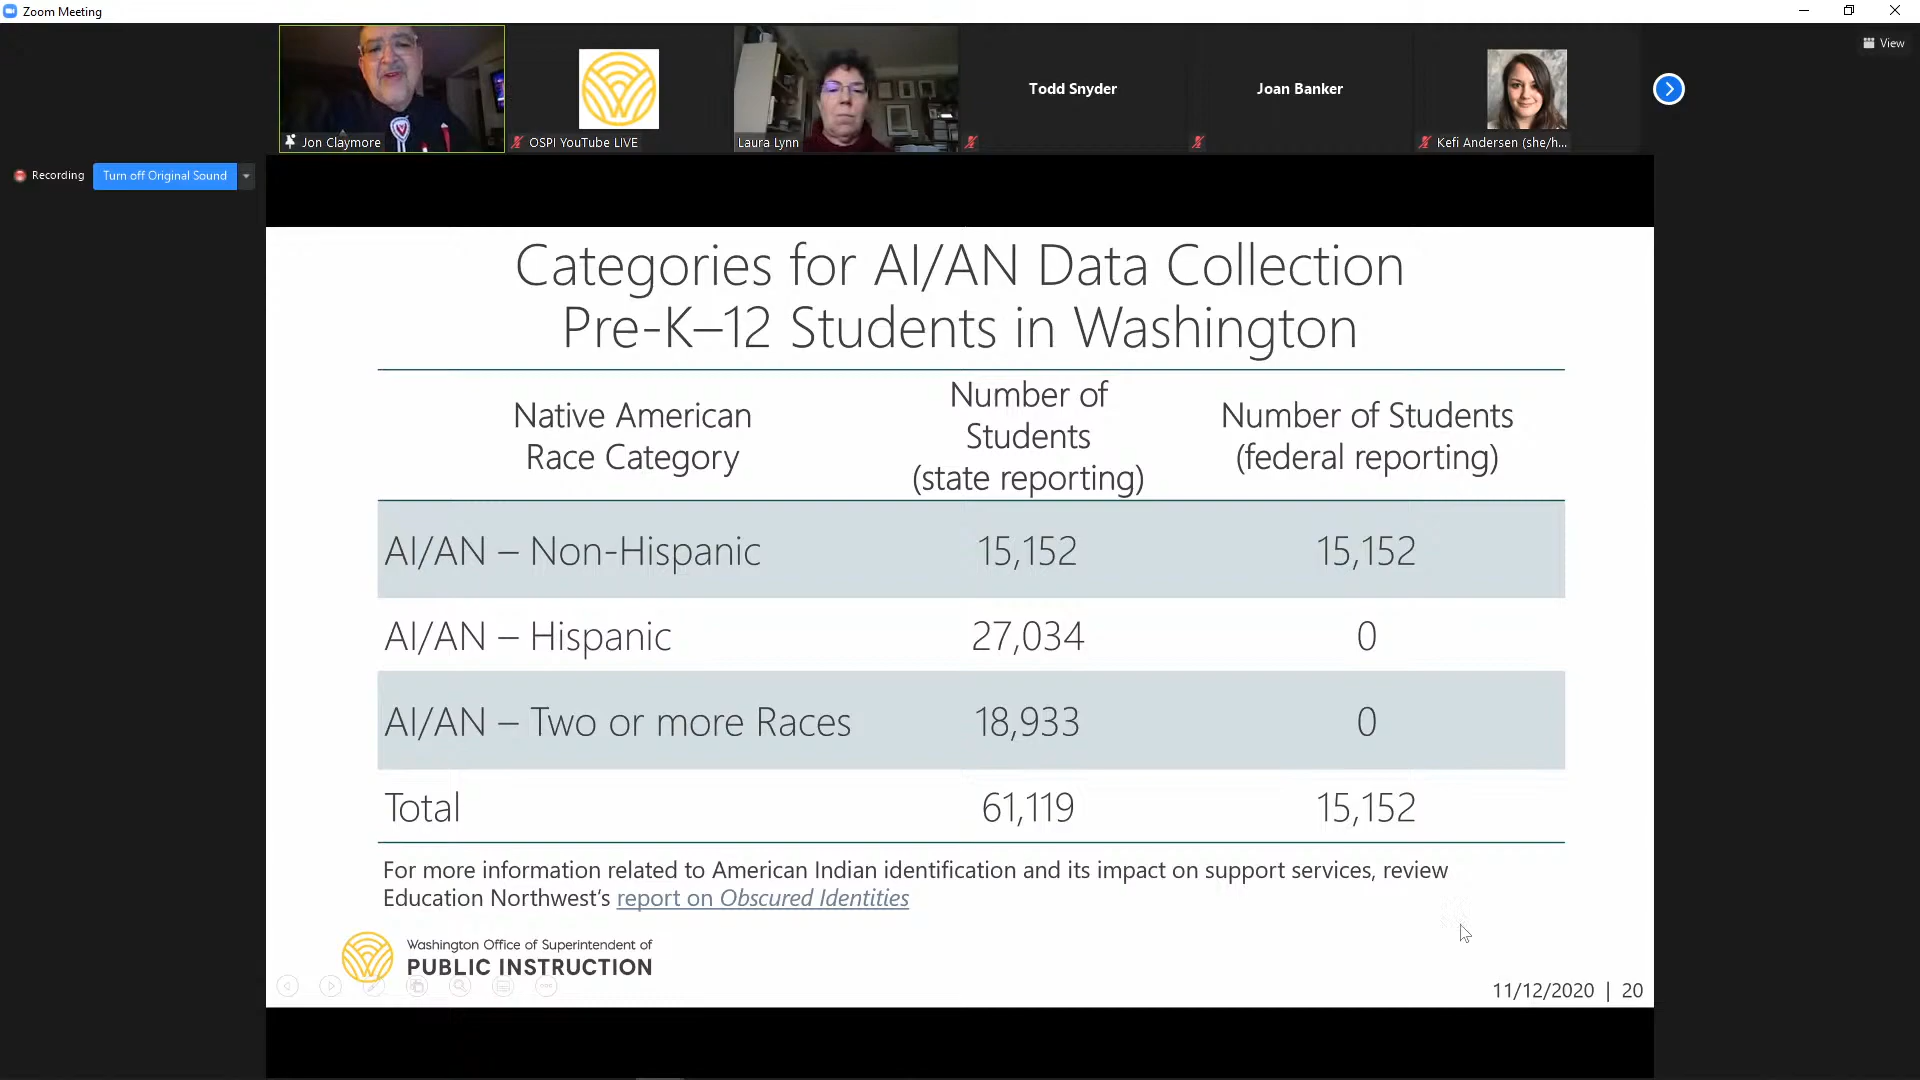 Zoom Meeting
View
Todd Snyder
Joan Banker
Jon Claymore
OSPI YouTube LIVE
Laura Lynn
Kefi Andersen (she/h...
Recording
Turn off Original Sound
Categories for AI/AN Data Collection
Pre-K–12 Students in Washington
Native American
Race Category
Number of
Students
(state reporting)
Number of Students
(federal reporting)
AI/AN – Non-Hispanic 15,152 15,152
AI/AN – Hispanic 27,034 0
AI/AN – Two or more Races 18,933 0
Total 61,119 15,152
For more information related to American Indian identification and its impact on support services, review
Education Northwest's report on Obscured Identities
Washington Office of Superintendent of
PUBLIC INSTRUCTION
11/12/2020 | 20